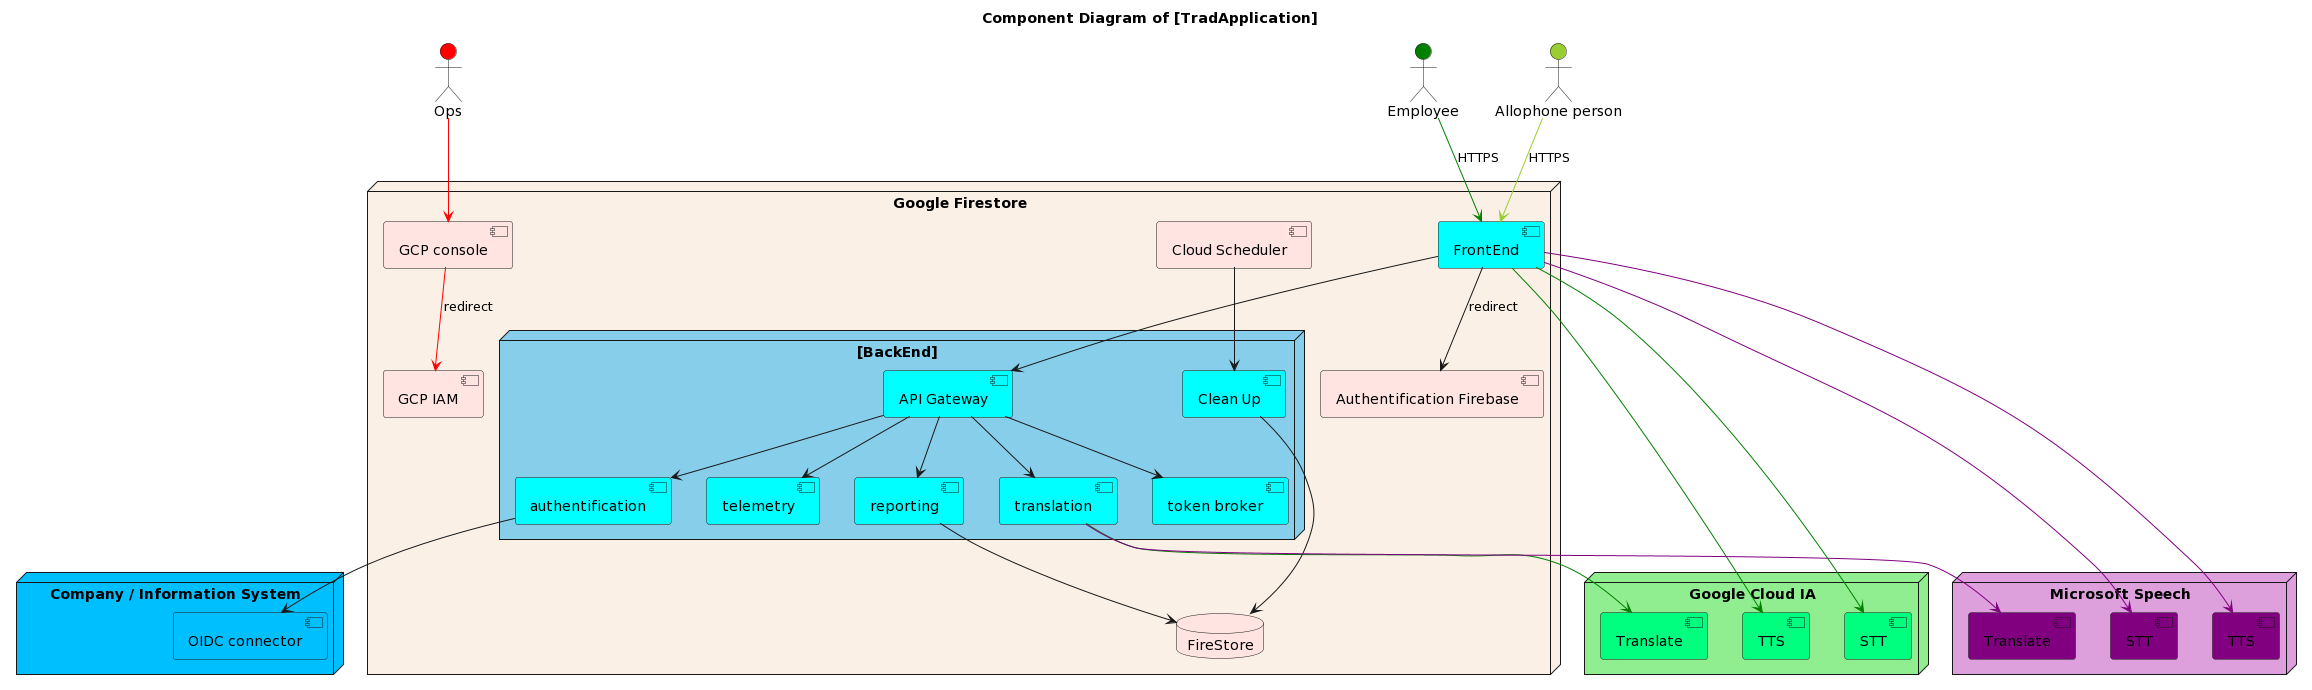 Component Diagram of [TradApplication]
Ops
Employee
Allophone person
HTTPS
HTTPS
Google Firestore
GCP console
Cloud Scheduler
FrontEnd
redirect
redirect
[BackEnd]
GCP IAM
API Gateway
Clean Up
Authentification Firebase
authentification
telemetry
reporting
translation
token broker
Company / Information System
OIDC connector
FireStore
Google Cloud IA
Translate
TTS
STT
Microsoft Speech
Translate
STT
TTS